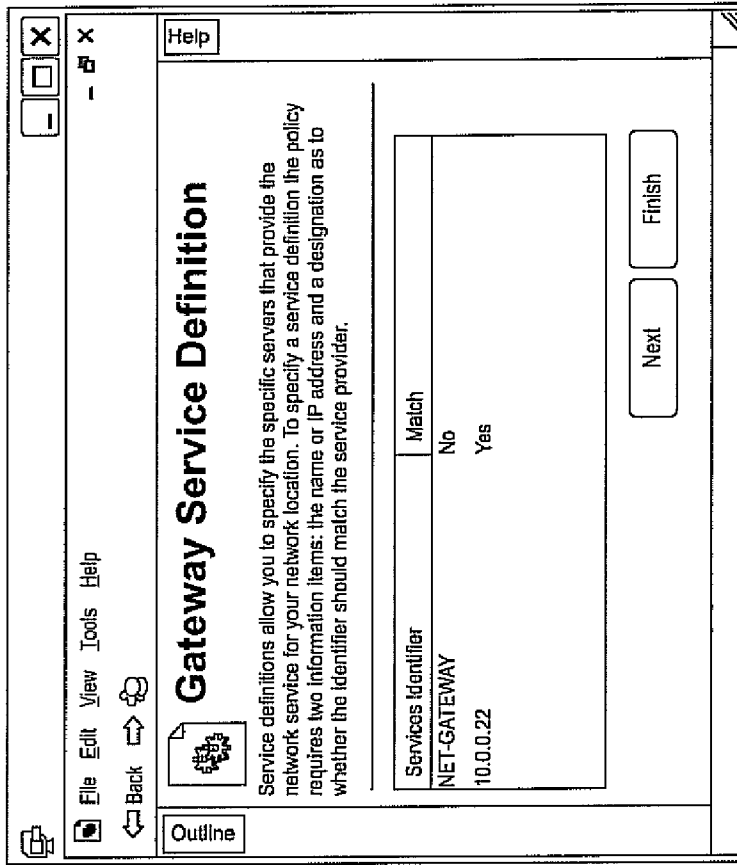 File Edit View Tools Help
Back
Outline
Help
Gateway Service Definition
Service definitions allow you to specify the specific servers that provide the
network service for your network location. To specify a service definition the policy
requires two information items: the name or IP address and a designation as to
whether the identifier should match the service provider.
Services Identifier Match
NET-GATEWAY No
10.0.0.22 Yes
Next Finish